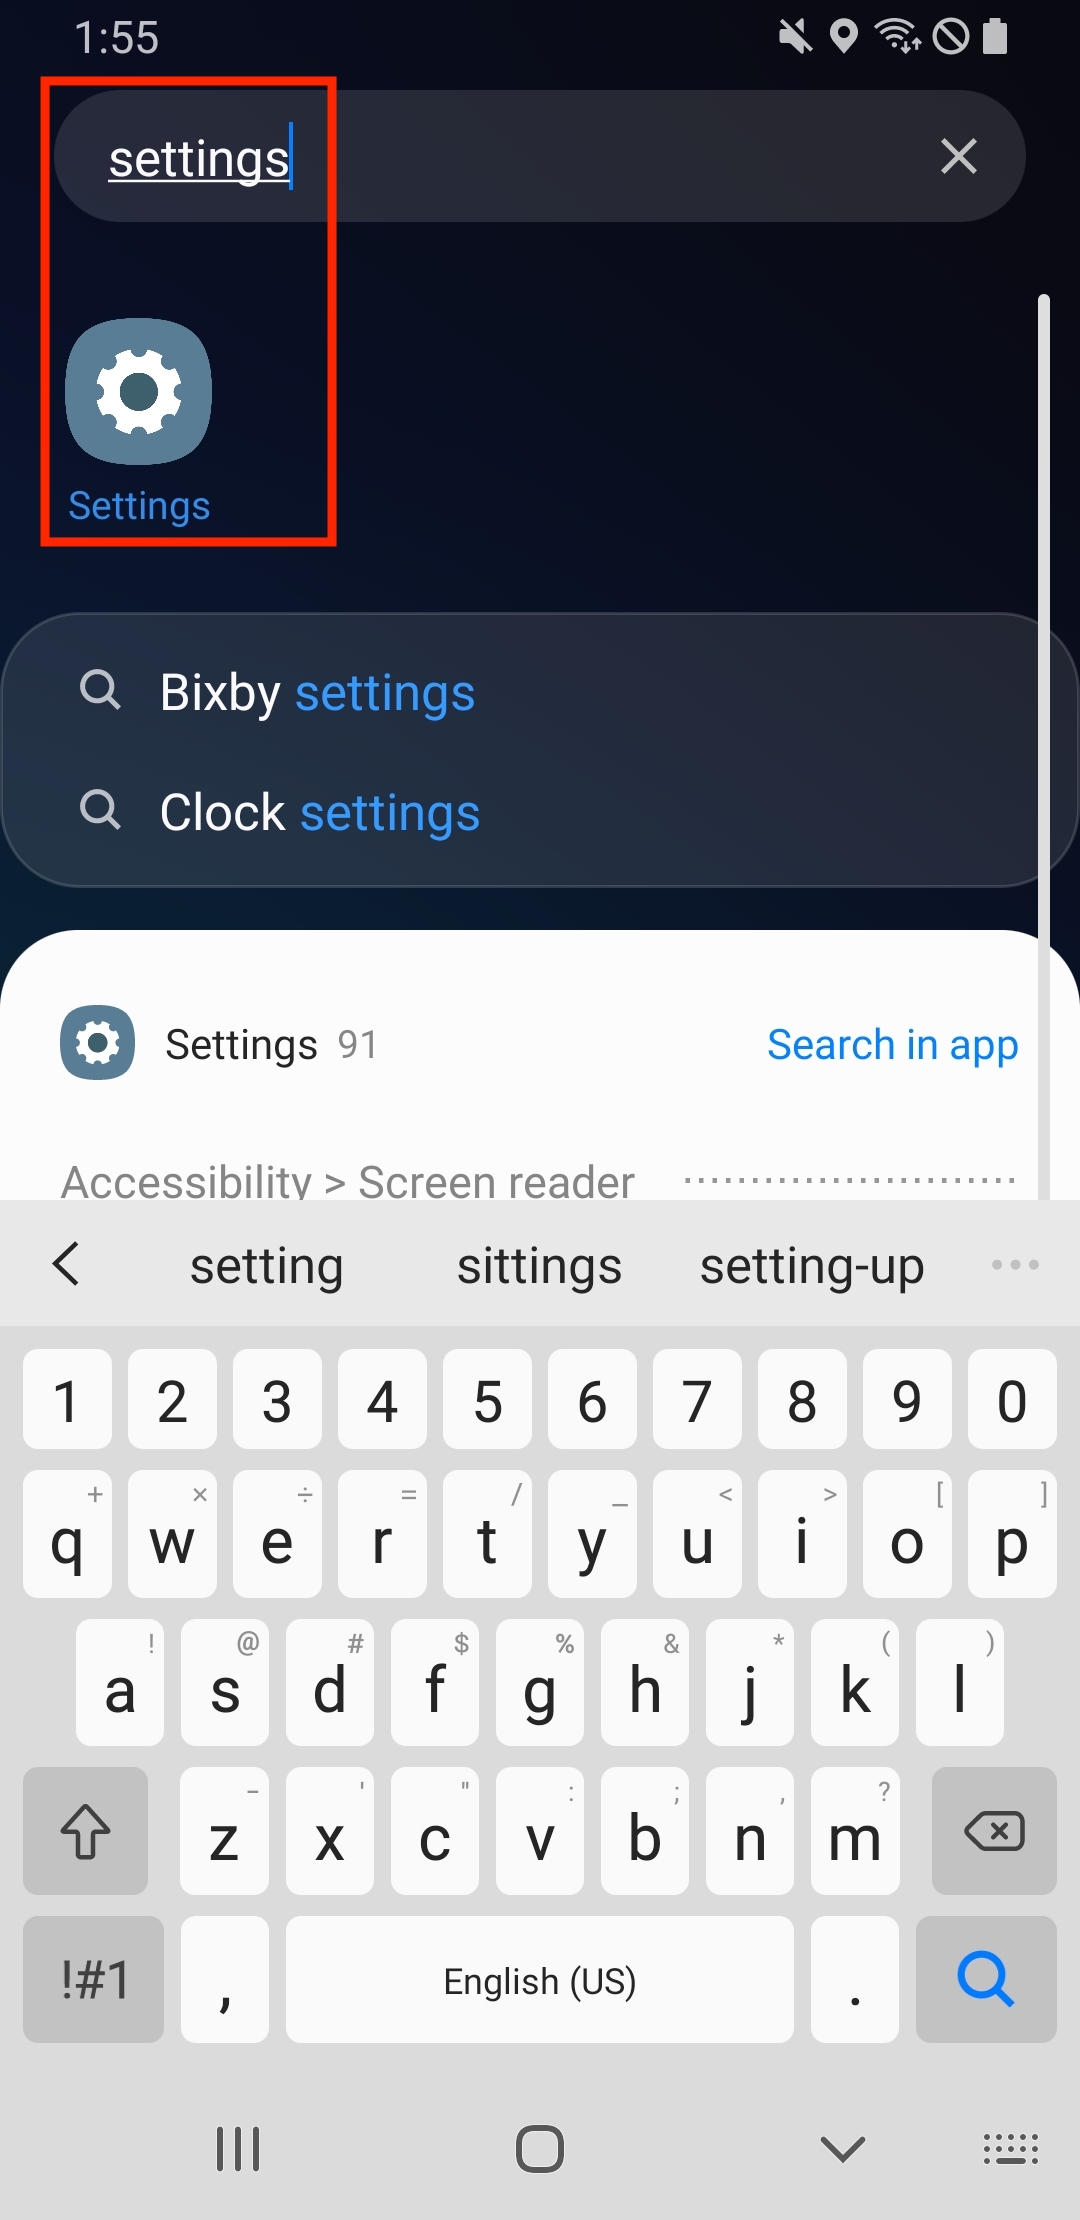 1:55
settings
Settings
Bixby settings
Clock settings
Settings 91 Search in app
Accessibility > Screen reader
setting sittings setting-up
1 2 3 4 5 6 7 8 9 0
+ × ÷ = / _ < > [ ]
q w e r t y u i o p
! @ # $ % & * ( )
a s d f g h j k l
- ' " : ; , ?
z x c v b n m
!#1 , English (US) .